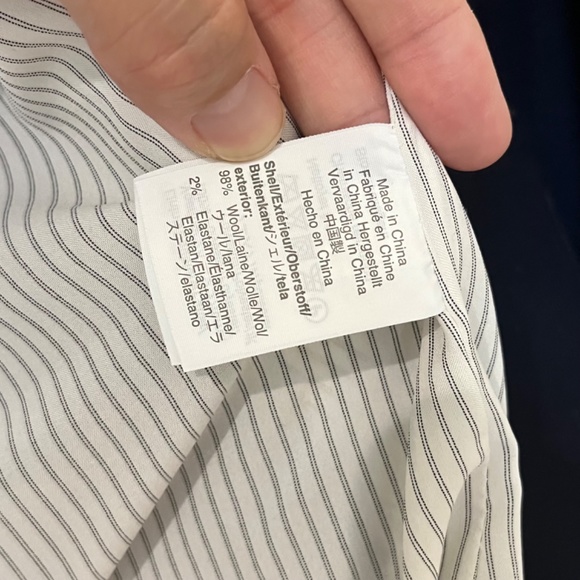 Made in China
Fabriqué en Chine
in China Hergestellt
Vervaardigd in China
中国製
Hecho en China
Shell/Extérieur/Oberstoff/
Buitenkant/シェル/tela
exterior:
98% Wool/Laine/Wolle/Wol/
ウール/lana
2% Elastane/Elasthanne/
Elastan/Elastaan/エラ
ステーン/elastano